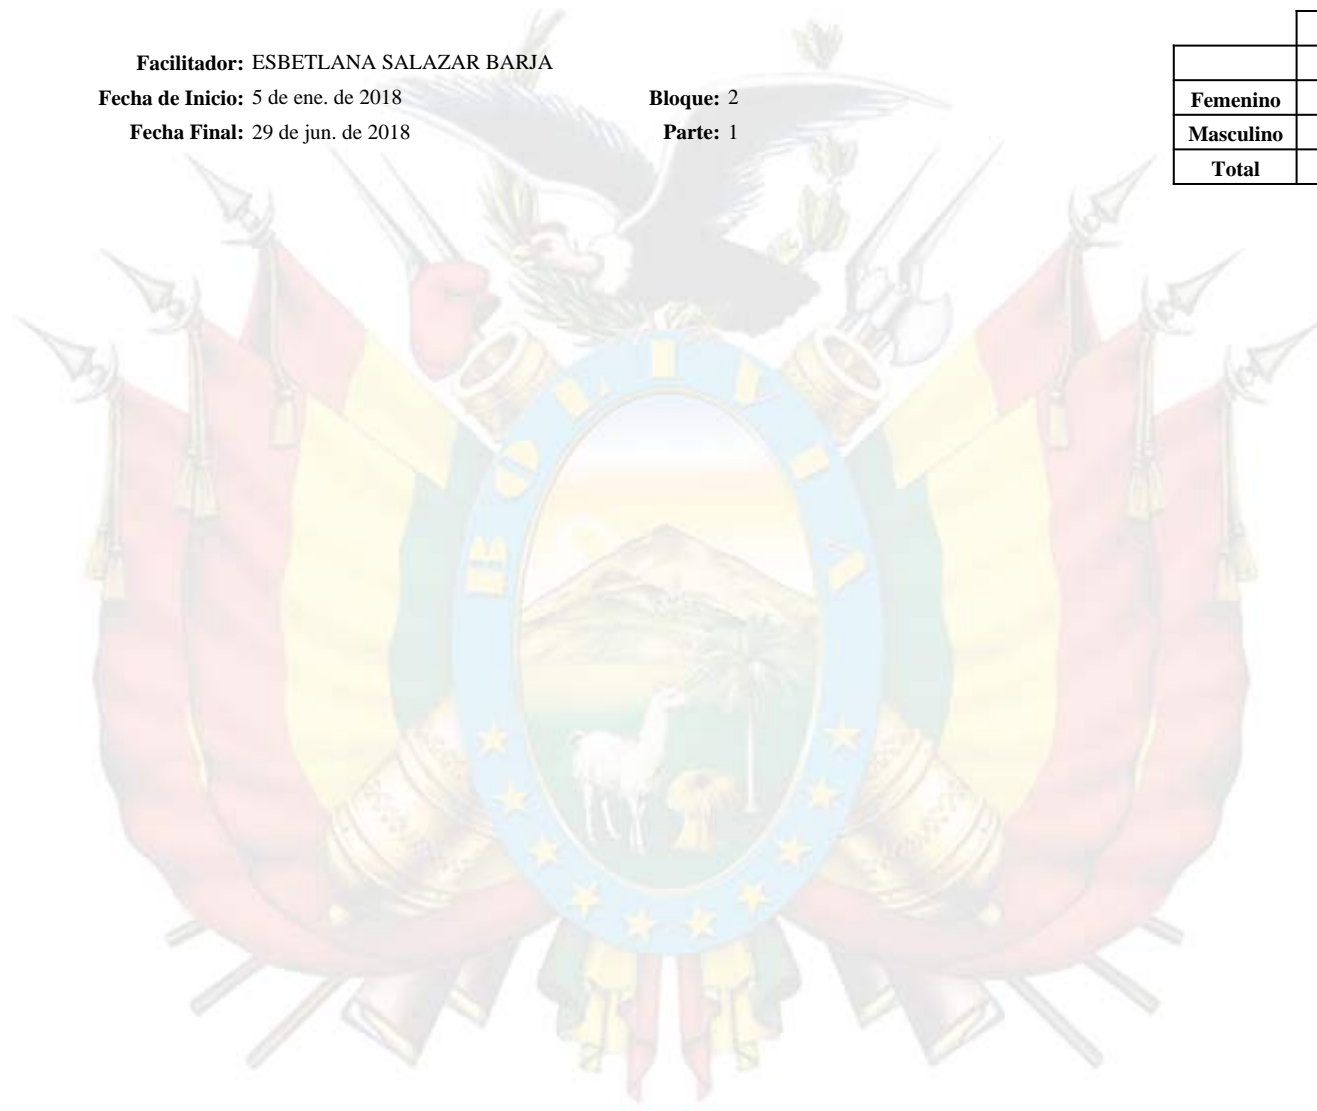 Facilitador: ESBETLANA SALAZAR BARJA
Fecha de Inicio: 5 de ene. de 2018 Bloque: 2
Fecha Final: 29 de jun. de 2018 Parte: 1
Femenino
Masculino
Total
BOLIVIA